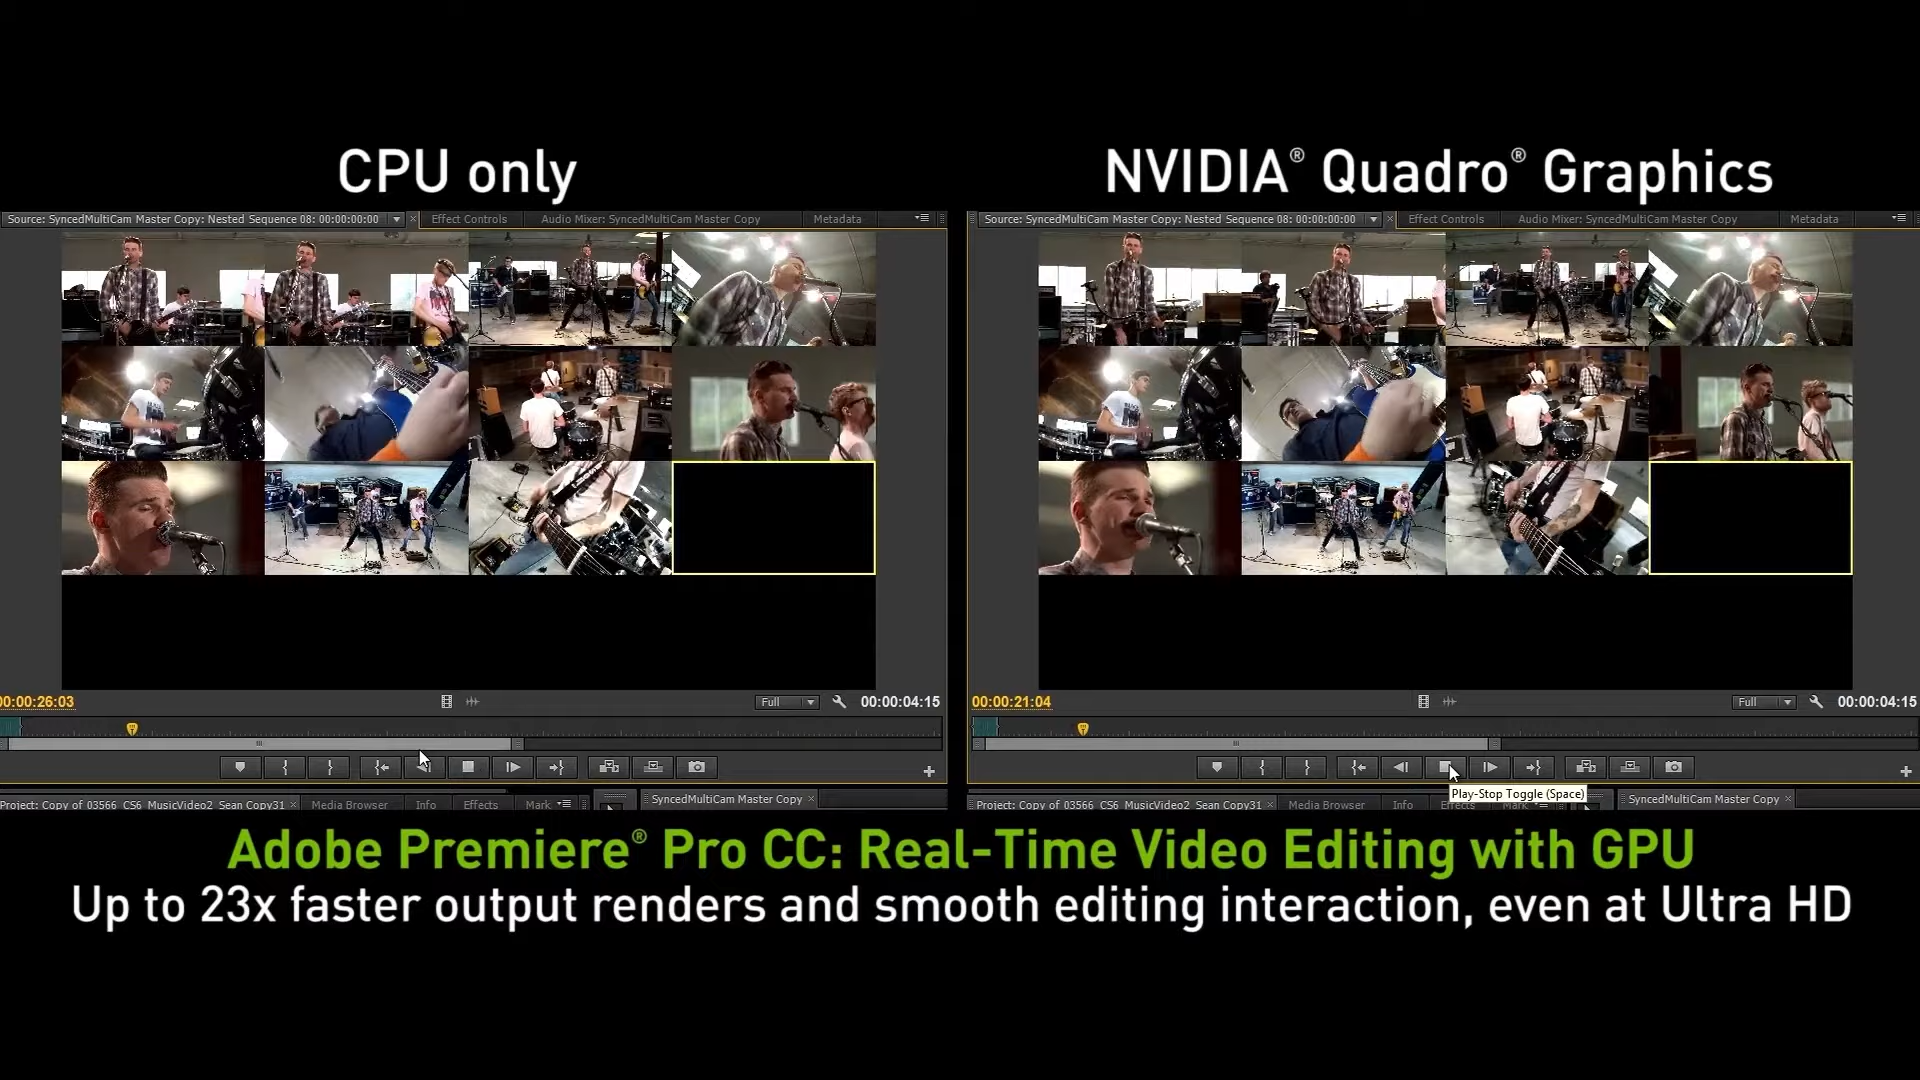 CPU only
NVIDIA® Quadro® Graphics
Source: SyncedMultiCam Master Copy: Nested Sequence 08: 00:00:00:00
Effect Controls
Audio Mixer: SyncedMultiCam Master Copy
Metadata
Source: SyncedMultiCam Master Copy: Nested Sequence 08: 00:00:00:00
Effect Controls
Audio Mixer: SyncedMultiCam Master Copy
Metadata
00:00:26:03
Full
00:00:04:15
00:00:21:04
Full
00:00:04:15
Play-Stop Toggle (Space)
Project: Copy of 03566_CS6_MusicVideo2_Sean Copy31
Media Browser
Info
Effects
Mark
SyncedMultiCam Master Copy
Project: Copy of 03566_CS6_MusicVideo2_Sean Copy31
Media Browser
Info
Effects
Mark
SyncedMultiCam Master Copy
Adobe Premiere® Pro CC: Real-Time Video Editing with GPU
Up to 23x faster output renders and smooth editing interaction, even at Ultra HD